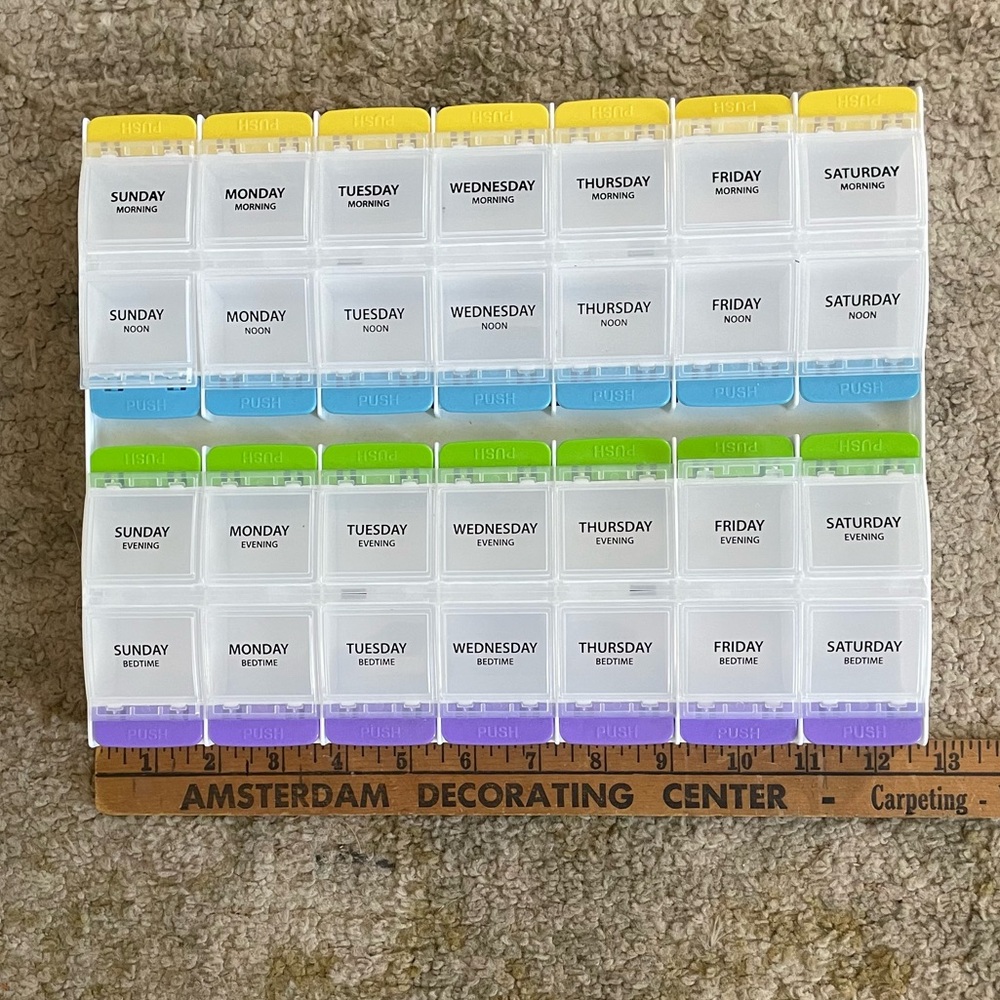 PUSH PUSH PUSH PUSH PUSH PUSH PUSH
SUNDAY MONDAY TUESDAY WEDNESDAY THURSDAY FRIDAY SATURDAY
MORNING MORNING MORNING MORNING MORNING MORNING MORNING
SUNDAY MONDAY TUESDAY WEDNESDAY THURSDAY FRIDAY SATURDAY
NOON NOON NOON NOON NOON NOON NOON
PUSH PUSH PUSH PUSH PUSH PUSH PUSH
PUSH PUSH PUSH PUSH PUSH PUSH PUSH
SUNDAY MONDAY TUESDAY WEDNESDAY THURSDAY FRIDAY SATURDAY
EVENING EVENING EVENING EVENING EVENING EVENING EVENING
SUNDAY MONDAY TUESDAY WEDNESDAY THURSDAY FRIDAY SATURDAY
BEDTIME BEDTIME BEDTIME BEDTIME BEDTIME BEDTIME BEDTIME
PUSH PUSH PUSH PUSH PUSH PUSH PUSH
1 2 3 4 5 6 7 8 9 10 11 12 13
AMSTERDAM DECORATING CENTER - Carpeting -